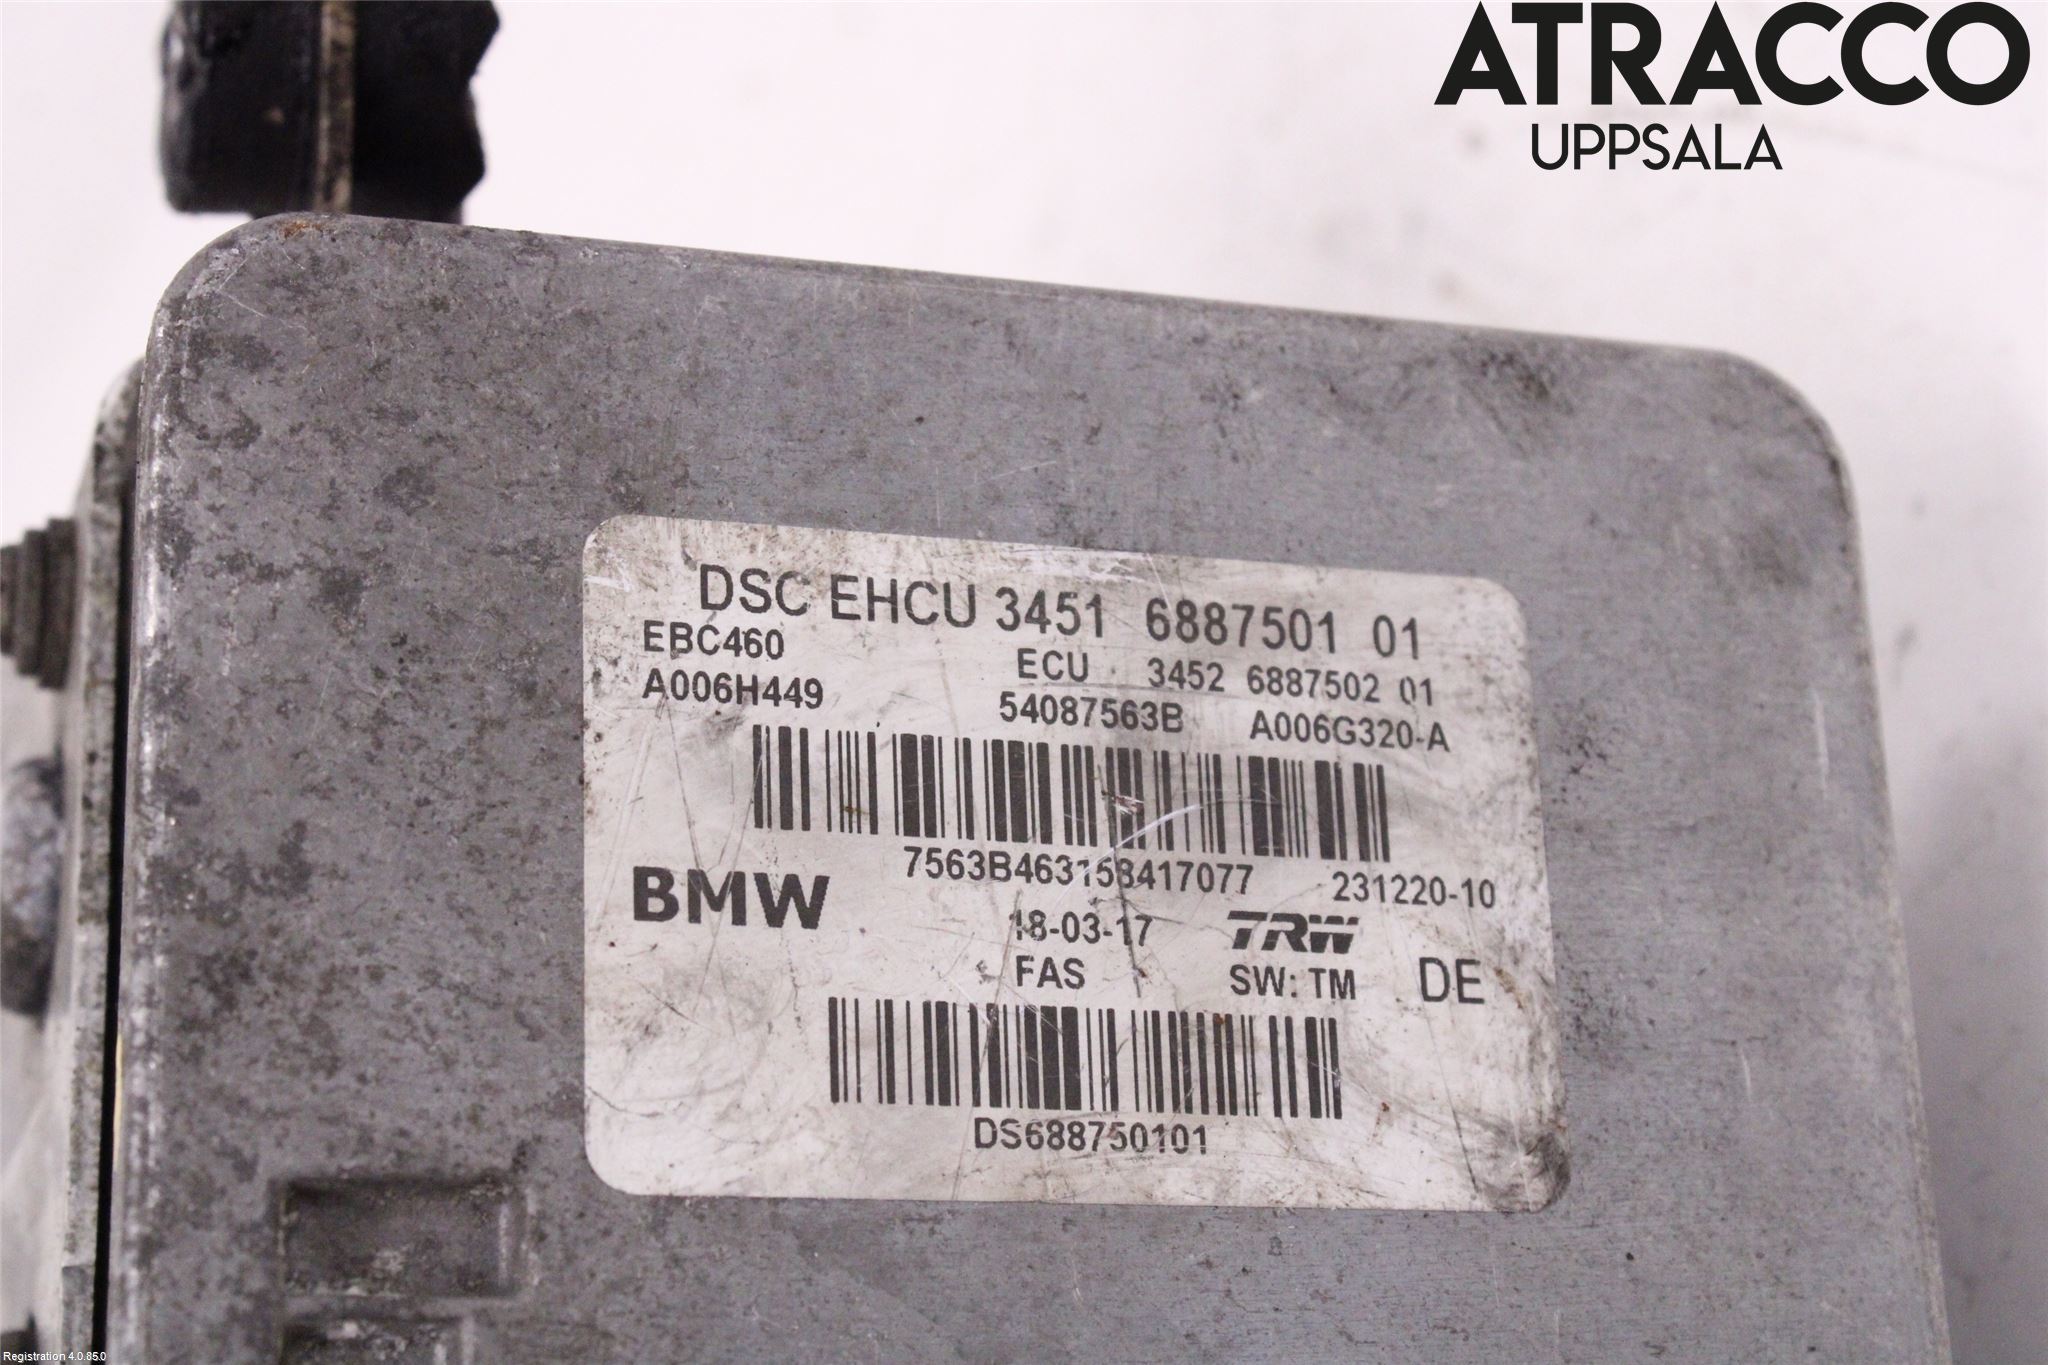 ATRACCO
UPPSALA
DSC EHCU 3451 6887501 01
EBC460 ECU 3452 6887502 01
A006H449 54087563B A006G320-A
7563B463158417077 231220-10
BMW 18-03-17 TRW
FAS SW: TM DE
DS688750101
Registration 4.0.85.0